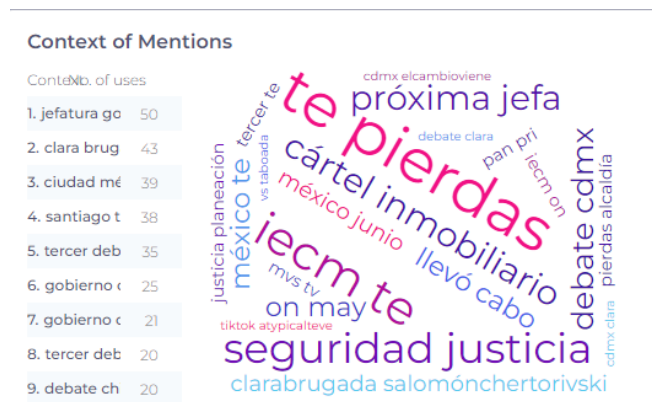 Context of Mentions
Context No. of uses
1. jefatura go 50
2. clara brug 43
3. ciudad mé 39
4. santiago t 38
5. tercer deb 35
6. gobierno c 25
7. gobierno c 21
8. tercer deb 20
9. debate ch 20
cdmx elcambioviene
te pierdas
próxima jefa
tercer te
debate clara
pan pri
iecm on
cártel inmobiliario
debate cdmx
pierdas alcaldía
vs taboada
méxico te
justicia planeación
méxico junio
iecm te
llevó cabo
mvs tv
on may
tiktok atypicalteve
seguridad justicia
cdmx clara
clarabrugada salomónchertorivski